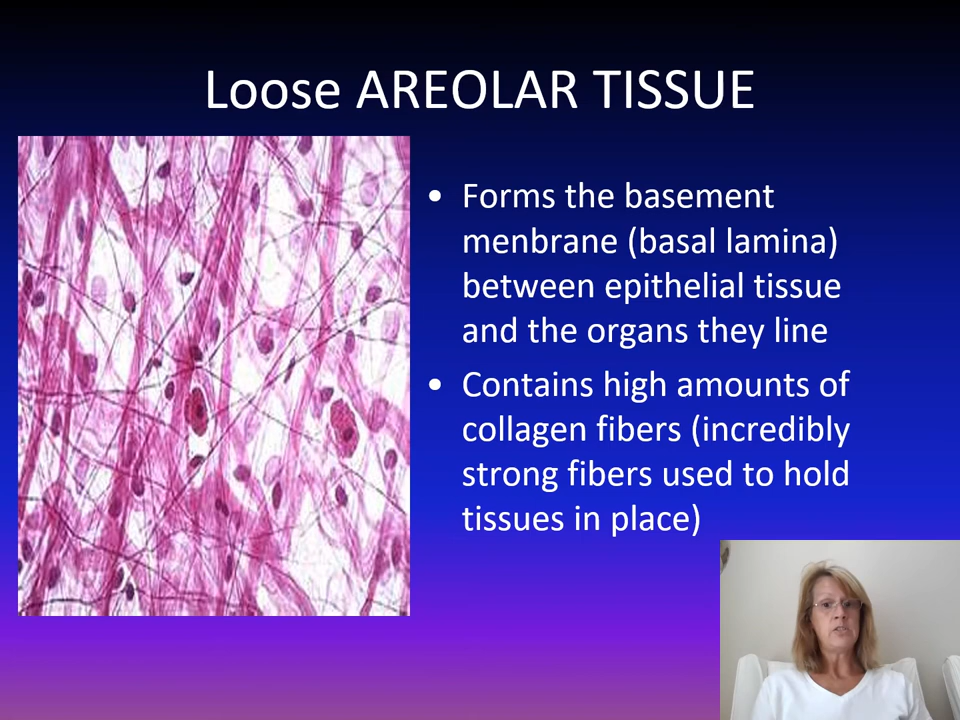 Loose AREOLAR TISSUE
• Forms the basement
menbrane (basal lamina)
between epithelial tissue
and the organs they line
• Contains high amounts of
collagen fibers (incredibly
strong fibers used to hold
tissues in place)